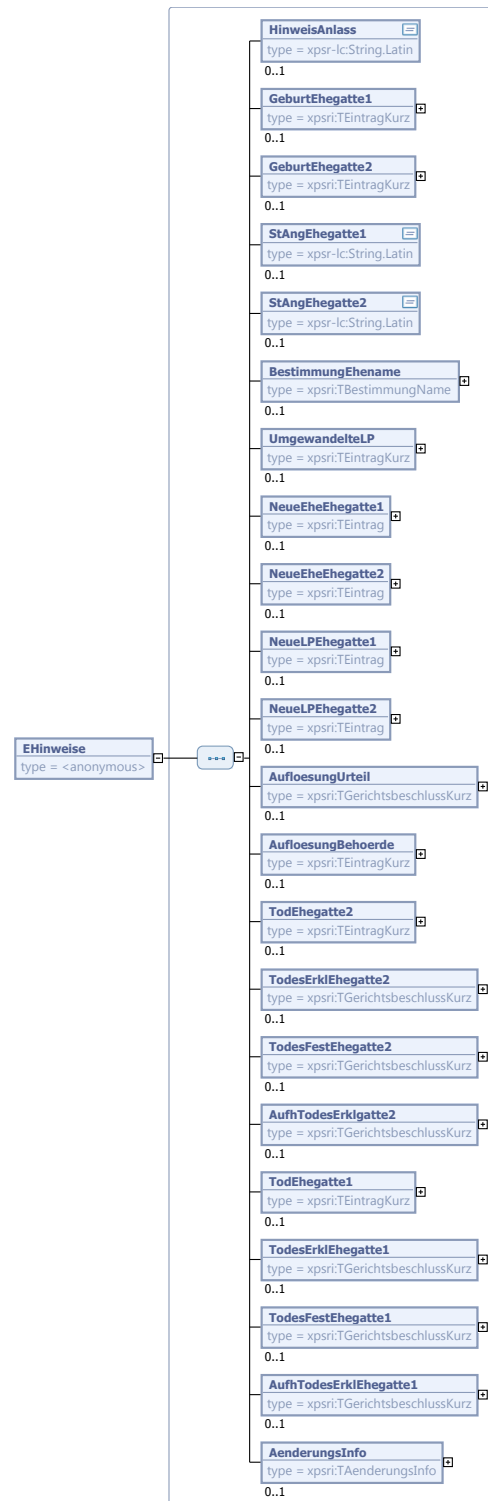 HinweisAnlass
type = xpsr-lc:String.Latin
0..1
GeburtEhegatte1
type = xpsri:TEintragKurz
0..1
GeburtEhegatte2
type = xpsri:TEintragKurz
0..1
StAngEhegatte1
type = xpsr-lc:String.Latin
0..1
StAngEhegatte2
type = xpsr-lc:String.Latin
0..1
BestimmungEhename
type = xpsri:TBestimmungName
0..1
UmgewandelteLP
type = xpsri:TEintragKurz
0..1
NeueEheEhegatte1
type = xpsri:TEintrag
0..1
NeueEheEhegatte2
type = xpsri:TEintrag
0..1
NeueLPEhegatte1
type = xpsri:TEintrag
0..1
NeueLPEhegatte2
type = xpsri:TEintrag
0..1
EHinweise
type = <anonymous>
AufloesungUrteil
type = xpsri:TGerichtsbeschlussKurz
0..1
AufloesungBehoerde
type = xpsri:TEintragKurz
0..1
TodEhegatte2
type = xpsri:TEintragKurz
0..1
TodesErklEhegatte2
type = xpsri:TGerichtsbeschlussKurz
0..1
TodesFestEhegatte2
type = xpsri:TGerichtsbeschlussKurz
0..1
AufhTodesErklgatte2
type = xpsri:TGerichtsbeschlussKurz
0..1
TodEhegatte1
type = xpsri:TEintragKurz
0..1
TodesErklEhegatte1
type = xpsri:TGerichtsbeschlussKurz
0..1
TodesFestEhegatte1
type = xpsri:TGerichtsbeschlussKurz
0..1
AufhTodesErklEhegatte1
type = xpsri:TGerichtsbeschlussKurz
0..1
AenderungsInfo
type = xpsri:TAenderungsInfo
0..1